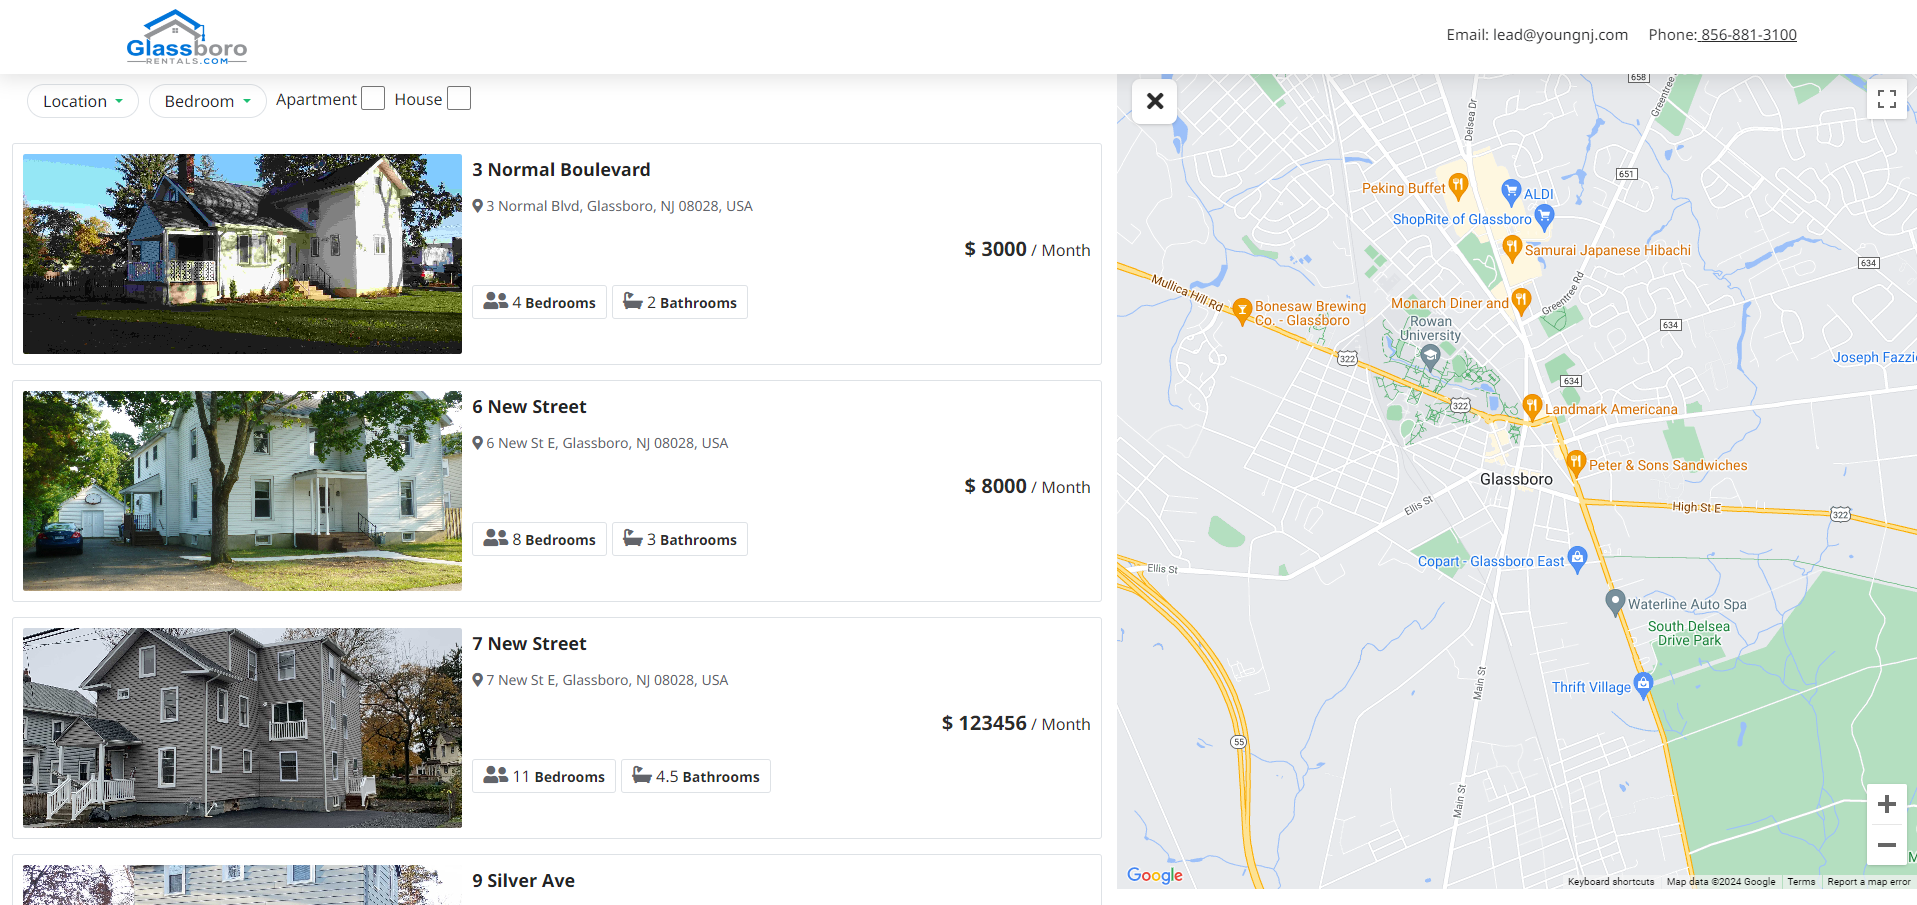 Glassboro
RENTALS.COM
Email: lead@youngnj.com
Phone: 856-881-3100
Location
Bedroom
Apartment
House
3 Normal Boulevard
3 Normal Blvd, Glassboro, NJ 08028, USA
$ 3000 / Month
4 Bedrooms
2 Bathrooms
6 New Street
6 New St E, Glassboro, NJ 08028, USA
$ 8000 / Month
8 Bedrooms
3 Bathrooms
7 New Street
7 New St E, Glassboro, NJ 08028, USA
$ 123456 / Month
11 Bedrooms
4.5 Bathrooms
9 Silver Ave
658
Greentree
Delsea Dr
651
Peking Buffet
ALDI
ShopRite of Glassboro
Samurai Japanese Hibachi
634
Mullica Hill Rd
Greentree Rd
Bonesaw Brewing
Co. - Glassboro
Monarch Diner and
Rowan
University
634
322
Joseph Fazzi
634
322
Landmark Americana
Peter & Sons Sandwiches
Glassboro
Ellis St
High St E
322
Copart - Glassboro East
Ellis St
Waterline Auto Spa
South Delsea
Drive Park
Main St
Thrift Village
55
Main St
M
Google
Keyboard shortcuts
Map data ©2024 Google
Terms
Report a map error